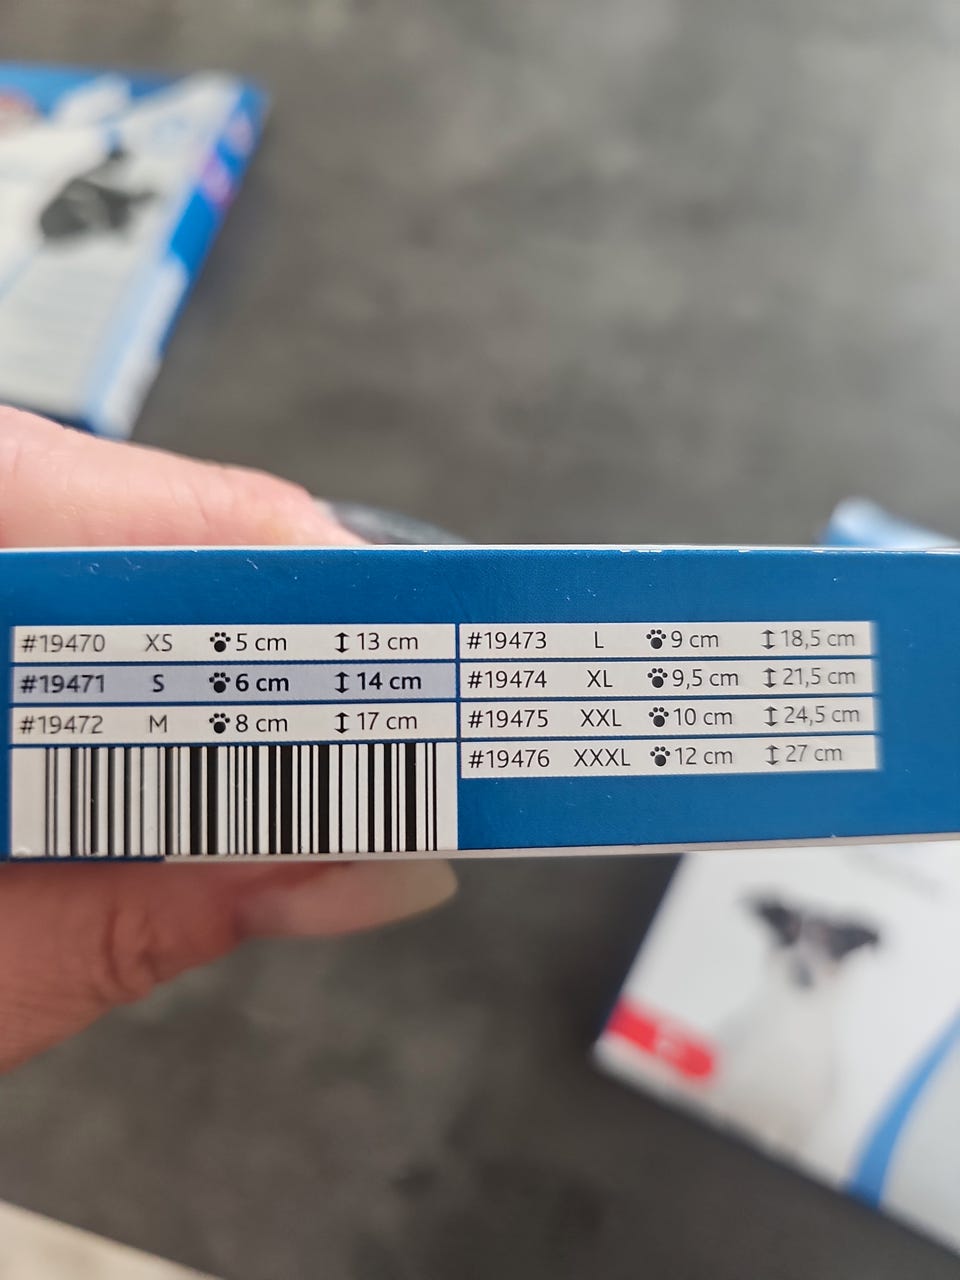 #19470 XS 5 cm 13 cm
#19471 S 6 cm 14 cm
#19472 M 8 cm 17 cm
#19473 L 9 cm 18,5 cm
#19474 XL 9,5 cm 21,5 cm
#19475 XXL 10 cm 24,5 cm
#19476 XXXL 12 cm 27 cm